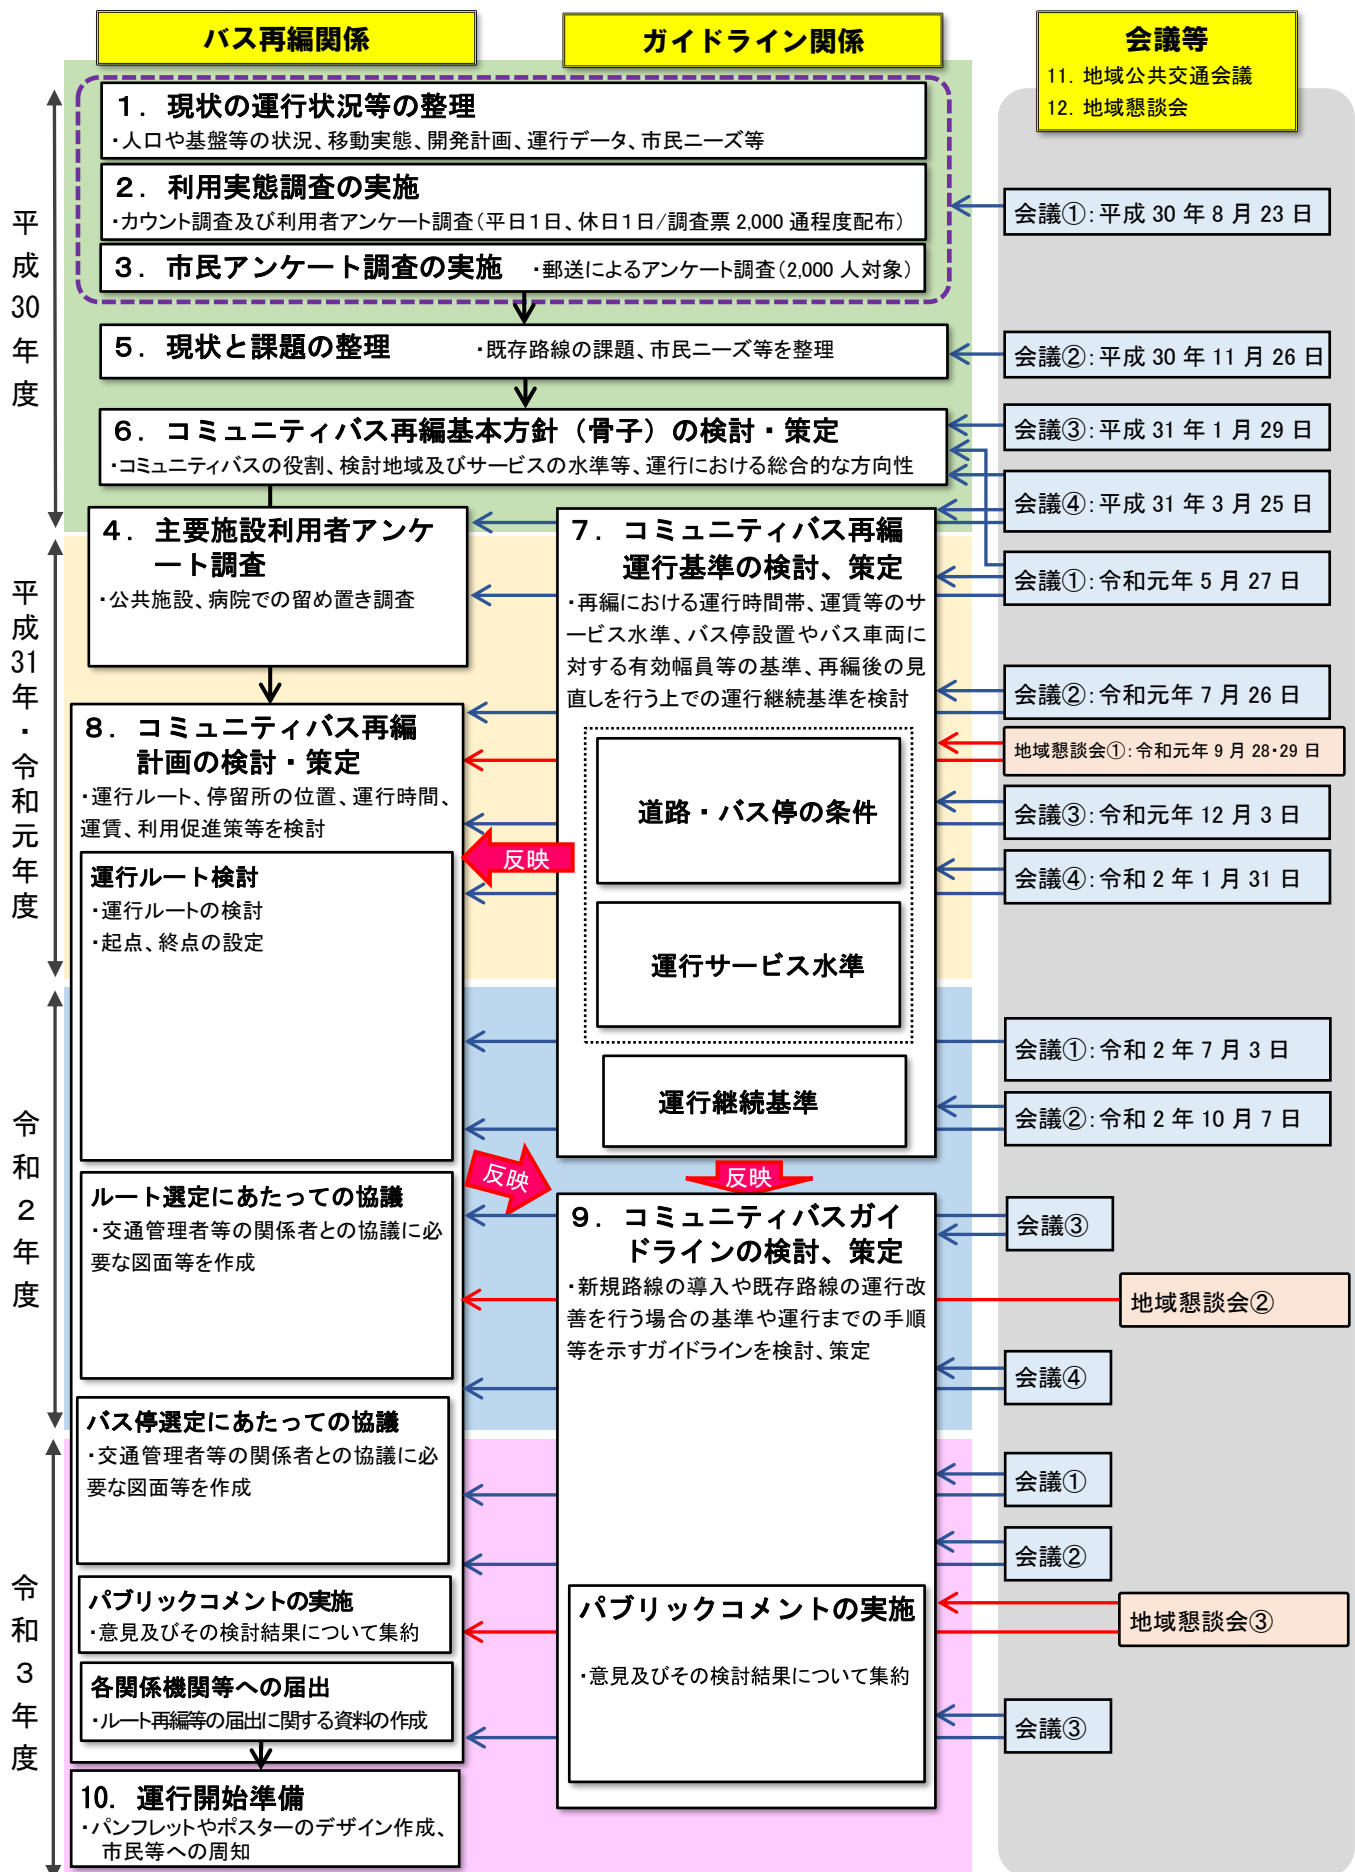 バス再編関係
ガイドライン関係
会議等
11. 地域公共交通会議
12. 地域懇談会
平成30年度
1. 現状の運行状況等の整理
・人口や基盤等の状況、移動実態、開発計画、運行データ、市民ニーズ等
2. 利用実態調査の実施
・カウント調査及び利用者アンケート調査(平日1日、休日1日/調査票 2,000 通程度配布)
3. 市民アンケート調査の実施 ・郵送によるアンケート調査(2,000 人対象)
会議①:平成 30 年 8 月 23 日
5. 現状と課題の整理 ・既存路線の課題、市民ニーズ等を整理
会議②:平成 30 年 11 月 26 日
6. コミュニティバス再編基本方針(骨子)の検討・策定
・コミュニティバスの役割、検討地域及びサービスの水準等、運行における総合的な方向性
会議③:平成 31 年 1 月 29 日
会議④:平成 31 年 3 月 25 日
平成31年・令和元年度
4. 主要施設利用者アンケ
ート調査
・公共施設、病院での留め置き調査
7. コミュニティバス再編
運行基準の検討、策定
・再編における運行時間帯、運賃等のサ
ービス水準、バス停設置やバス車両に
対する有効幅員等の基準、再編後の見
直しを行う上での運行継続基準を検討
道路・バス停の条件
運行サービス水準
運行継続基準
会議①:令和元年 5 月 27 日
会議②:令和元年 7 月 26 日
地域懇談会①:令和元年 9 月 28・29 日
会議③:令和元年 12 月 3 日
会議④:令和 2 年 1 月 31 日
8. コミュニティバス再編
計画の検討・策定
・運行ルート、停留所の位置、運行時間、
運賃、利用促進策等を検討
反映
運行ルート検討
・運行ルートの検討
・起点、終点の設定
令和2年度
会議①:令和 2 年 7 月 3 日
会議②:令和 2 年 10 月 7 日
反映
反映
ルート選定にあたっての協議
・交通管理者等の関係者との協議に必
要な図面等を作成
9. コミュニティバスガイ
ドラインの検討、策定
・新規路線の導入や既存路線の運行改
善を行う場合の基準や運行までの手順
等を示すガイドラインを検討、策定
会議③
地域懇談会②
会議④
バス停選定にあたっての協議
・交通管理者等の関係者との協議に必
要な図面等を作成
令和3年度
会議①
会議②
パブリックコメントの実施
・意見及びその検討結果について集約
パブリックコメントの実施
・意見及びその検討結果について集約
地域懇談会③
各関係機関等への届出
・ルート再編等の届出に関する資料の作成
会議③
10. 運行開始準備
・パンフレットやポスターのデザイン作成、
市民等への周知